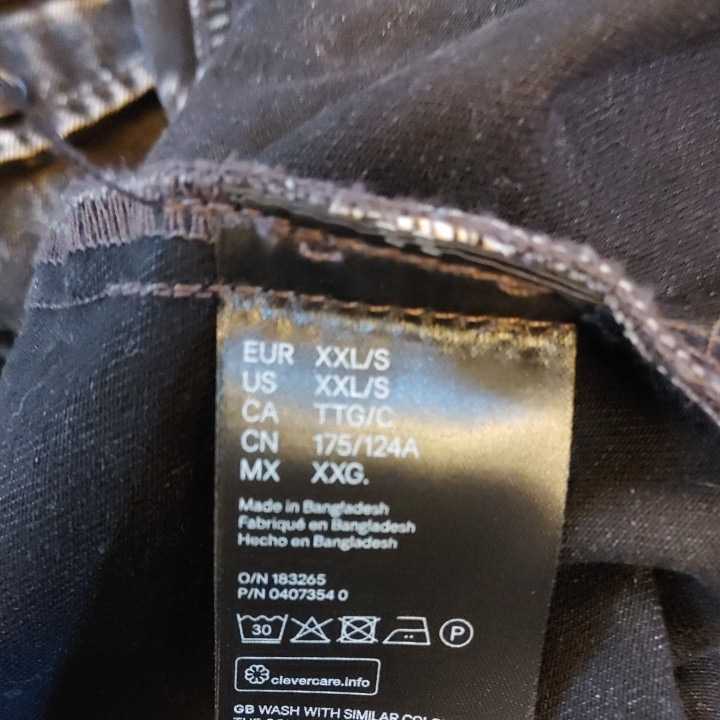 EUR XXL/S
US XXL/S
CA TTG/C
CN 175/124A
MX XXG.
Made in Bangladesh
Fabriqué en Bangladesh
Hecho en Bangladesh
O/N 183265
P/N 0407354 0
30 P
clevercare.info
GB WASH WITH SIMILAR